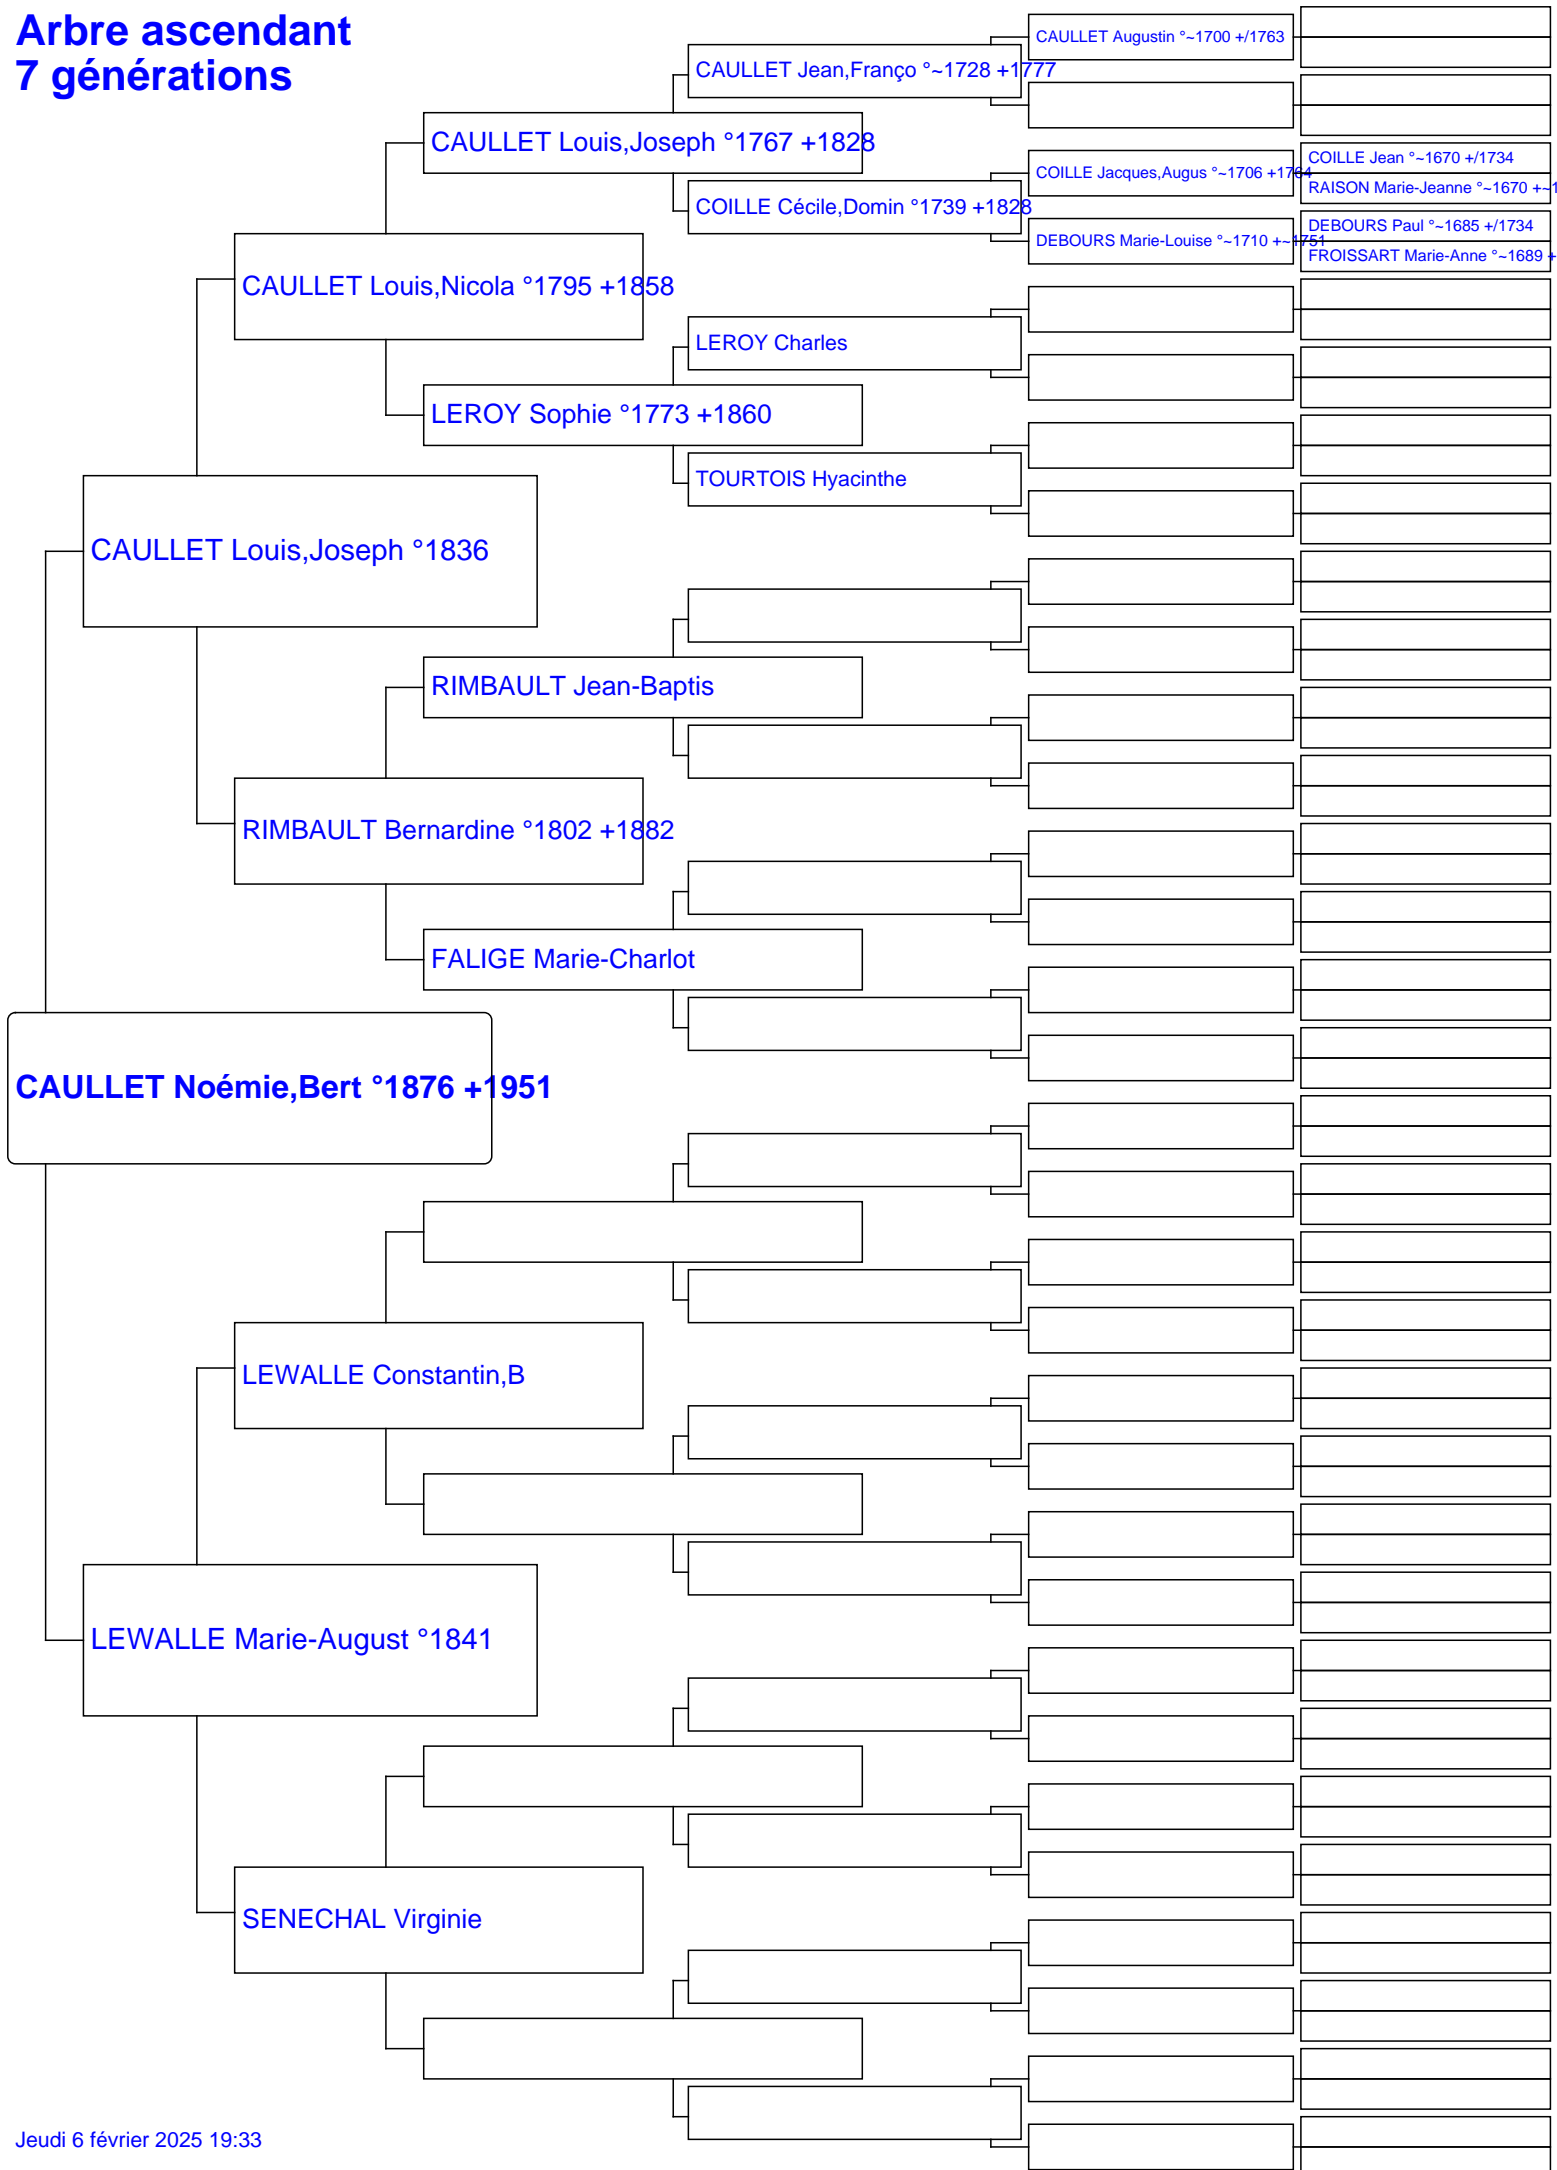 Arbre ascendant
7 générations
CAULLET Augustin °~1700 +/1763
CAULLET Jean,Franço °~1728 +1777
CAULLET Louis,Joseph °1767 +1828
COILLE Jean °~1670 +/1734
COILLE Jacques,Augus °~1706 +1764
RAISON Marie-Jeanne °~1670 +~1
COILLE Cécile,Domin °1739 +1828
DEBOURS Paul °~1685 +/1734
DEBOURS Marie-Louise °~1710 +~1751
FROISSART Marie-Anne °~1689 +
CAULLET Louis,Nicola °1795 +1858
LEROY Charles
LEROY Sophie °1773 +1860
TOURTOIS Hyacinthe
CAULLET Louis,Joseph °1836
RIMBAULT Jean-Baptis
RIMBAULT Bernardine °1802 +1882
FALIGE Marie-Charlot
CAULLET Noémie,Bert °1876 +1951
LEWALLE Constantin,B
LEWALLE Marie-August °1841
SENECHAL Virginie
Jeudi 6 février 2025 19:33